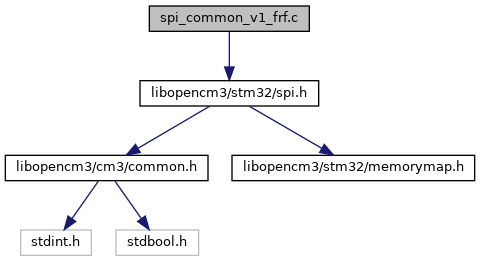 spi_common_v1_frf.c
libopencm3/stm32/spi.h
libopencm3/cm3/common.h
libopencm3/stm32/memorymap.h
stdint.h
stdbool.h